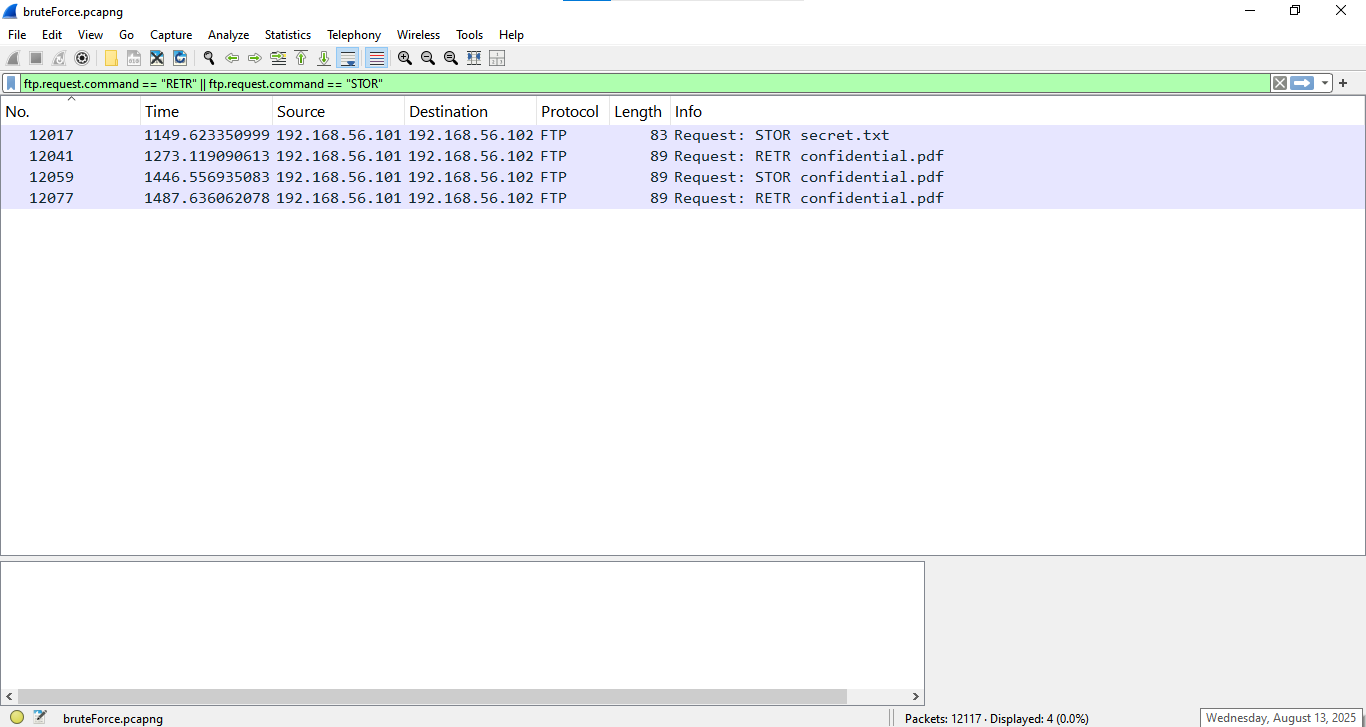 bruteForce.pcapng
File Edit View Go Capture Analyze Statistics Telephony Wireless Tools Help
ftp.request.command == "RETR" || ftp.request.command == "STOR"
No. Time Source Destination Protocol Length Info
12017 1149.623350999 192.168.56.101 192.168.56.102 FTP 83 Request: STOR secret.txt
12041 1273.119090613 192.168.56.101 192.168.56.102 FTP 89 Request: RETR confidential.pdf
12059 1446.556935083 192.168.56.101 192.168.56.102 FTP 89 Request: STOR confidential.pdf
12077 1487.636062078 192.168.56.101 192.168.56.102 FTP 89 Request: RETR confidential.pdf
bruteForce.pcapng Packets: 12117 · Displayed: 4 (0.0%) Wednesday, August 13, 2025